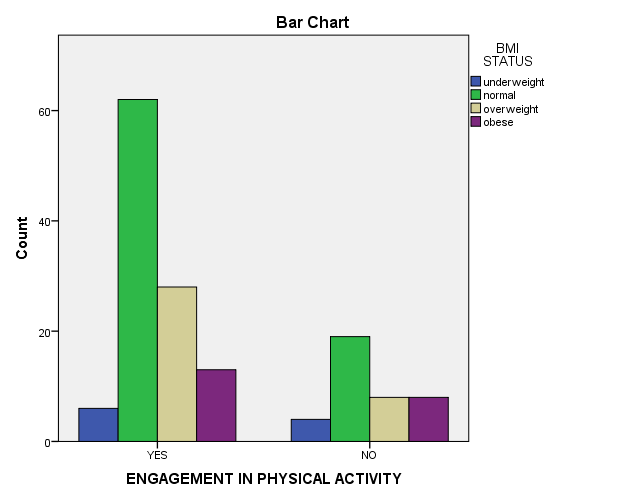 Bar Chart
BMI
STATUS
underweight
normal
overweight
obese
60
40
20
0
Count
YES
NO
ENGAGEMENT IN PHYSICAL ACTIVITY